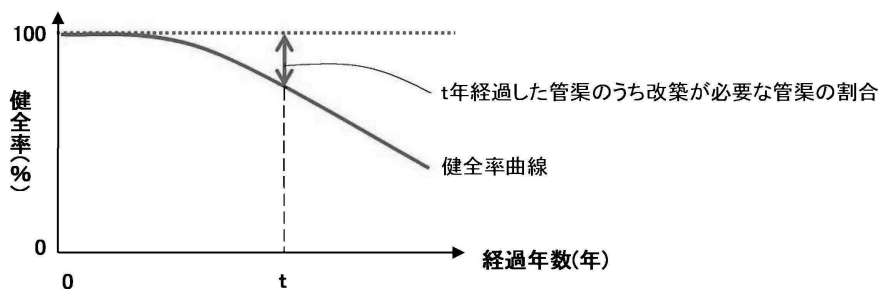 100
健全率(%)
t年経過した管渠のうち改築が必要な管渠の割合
健全率曲線
0
0
t
経過年数(年)